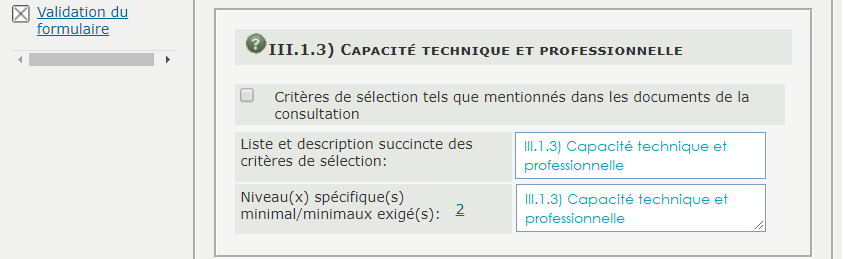 Validation du
formulaire
III.1.3) Capacité technique et professionnelle
Critères de sélection tels que mentionnés dans les documents de la
consultation
Liste et description succincte des
critères de sélection:
III.1.3) Capacité technique et
professionnelle
Niveau(x) spécifique(s)
minimal/minimaux exigé(s): 2
III.1.3) Capacité technique et
professionnelle